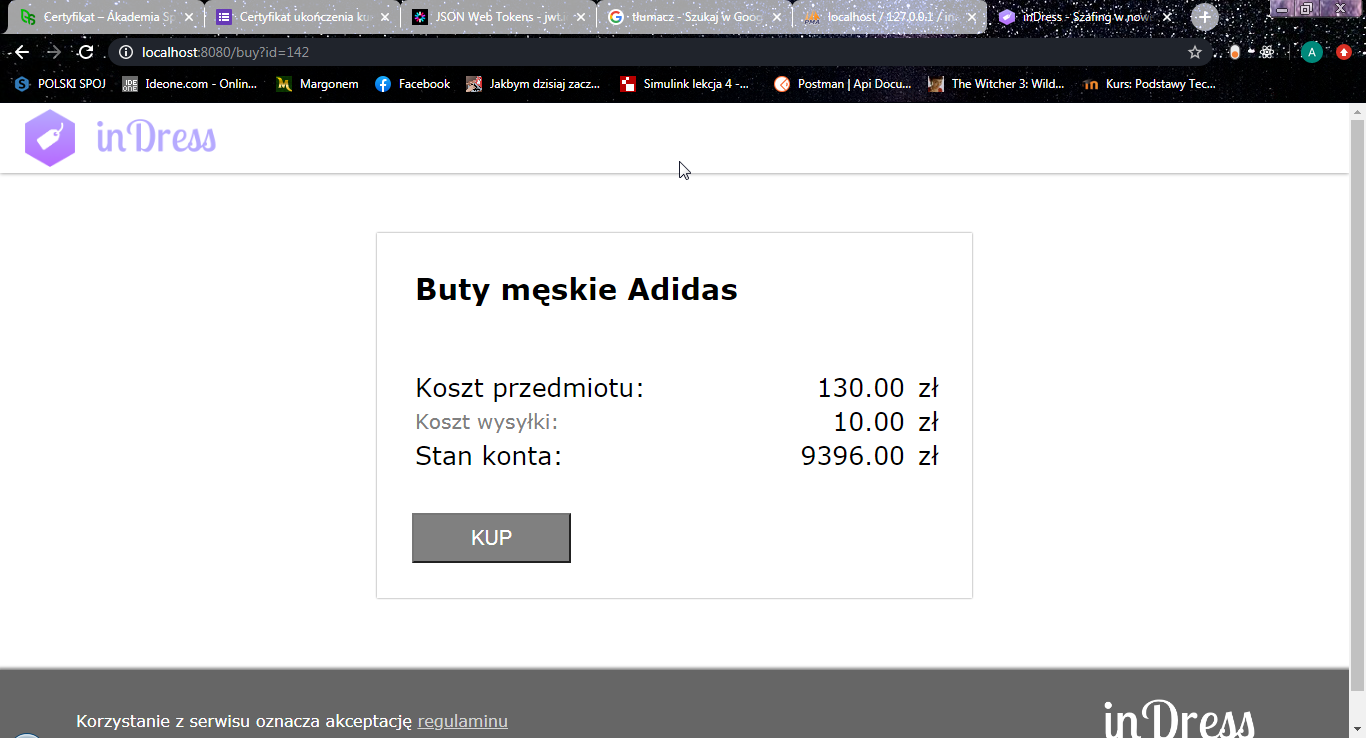 Certyfikat – Akademia Sp
Certyfikat ukończenia ku
JSON Web Tokens - jwt.i
tłumacz - Szukaj w Goog
localhost / 127.0.0.1 / in
inDress - Szafing w now
localhost:8080/buy?id=142
A
POLSKI SPOJ
Ideone.com - Onlin...
Margonem
Facebook
Jakbym dzisiaj zacz...
Simulink lekcja 4 -...
Postman | Api Docu...
The Witcher 3: Wild...
Kurs: Podstawy Tec...
inDress
Buty męskie Adidas
Koszt przedmiotu: 130.00 zł
Koszt wysyłki: 10.00 zł
Stan konta: 9396.00 zł
KUP
Korzystanie z serwisu oznacza akceptację regulaminu
inDress